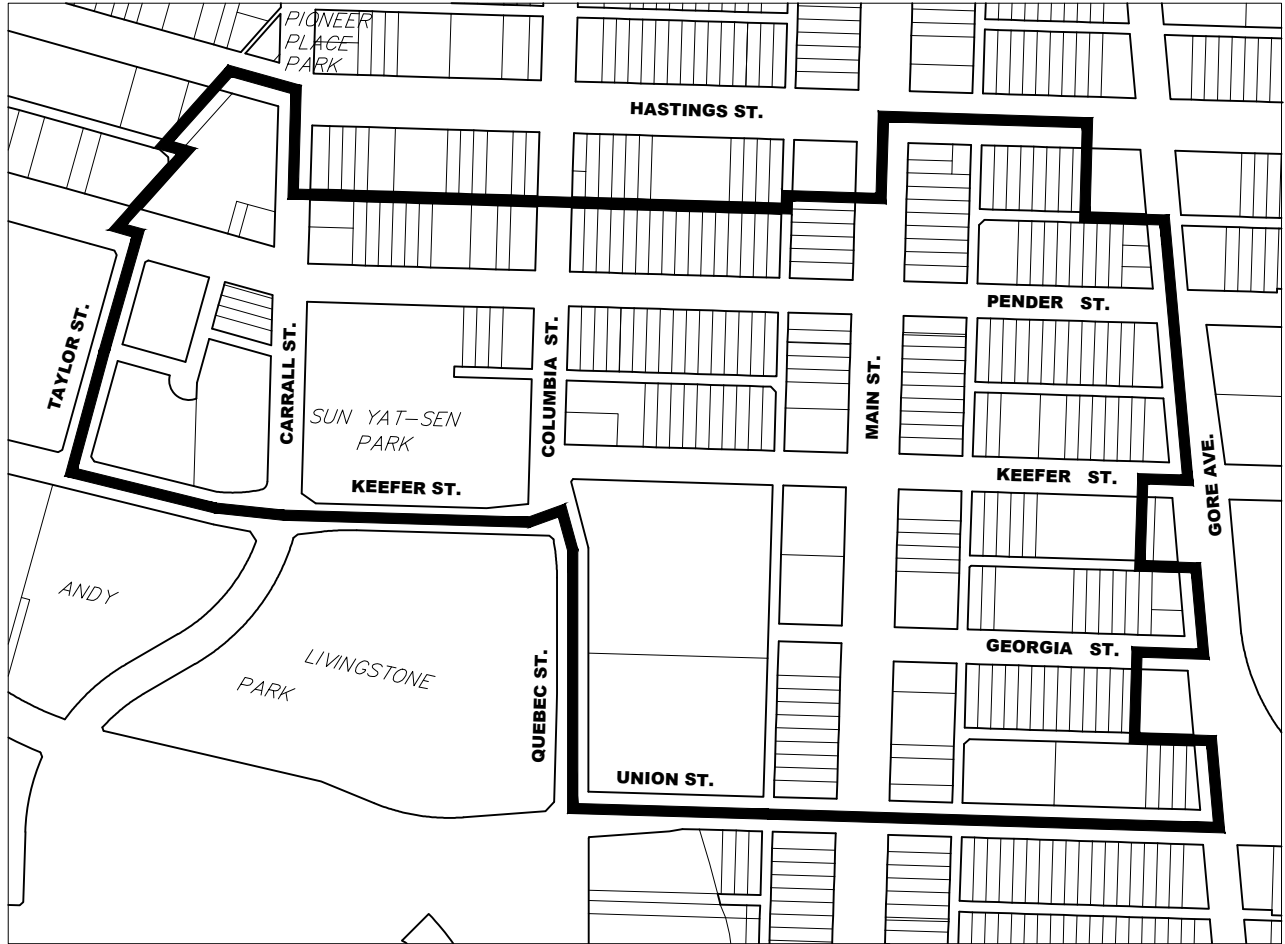 PIONEER
PLACE
PARK
HASTINGS ST.
PENDER ST.
TAYLOR ST.
CARRALL ST.
COLUMBIA ST.
MAIN ST.
SUN YAT-SEN
PARK
KEEFER ST.
KEEFER ST.
GORE AVE.
ANDY
LIVINGSTONE
PARK
QUEBEC ST.
GEORGIA ST.
UNION ST.